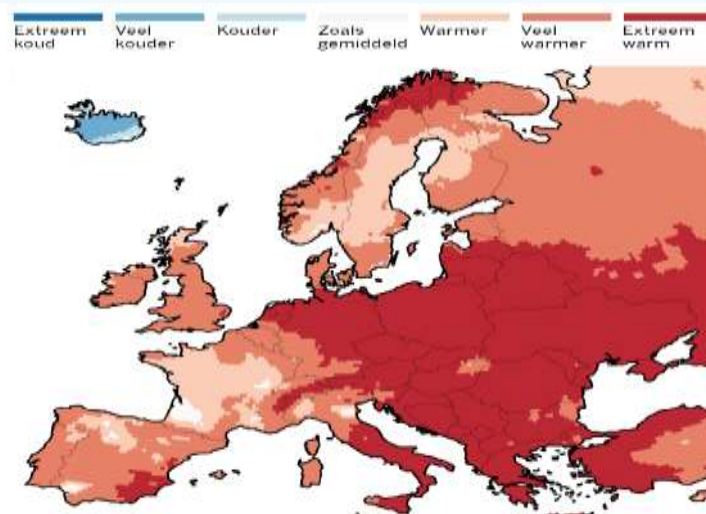 Extreem koud
Veel kouder
Kouder
Zoals gemiddeld
Warmer
Veel warmer
Extreem warm